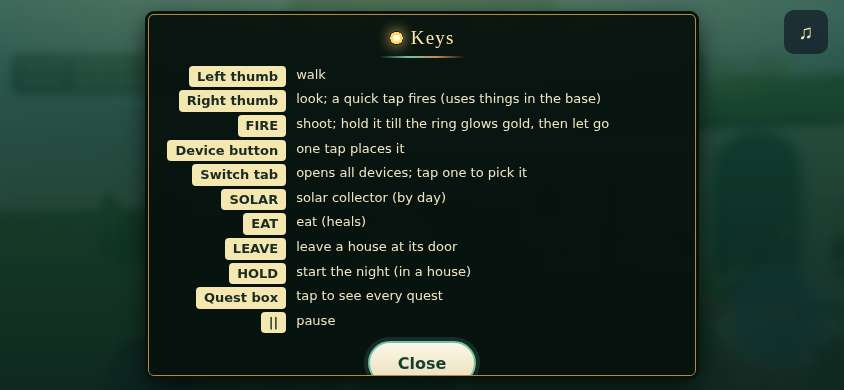 Keys
Left thumb walk
Right thumb look; a quick tap fires (uses things in the base)
FIRE shoot; hold it till the ring glows gold, then let go
Device button one tap places it
Switch tab opens all devices; tap one to pick it
SOLAR solar collector (by day)
EAT eat (heals)
LEAVE leave a house at its door
HOLD start the night (in a house)
Quest box tap to see every quest
|| pause
Close